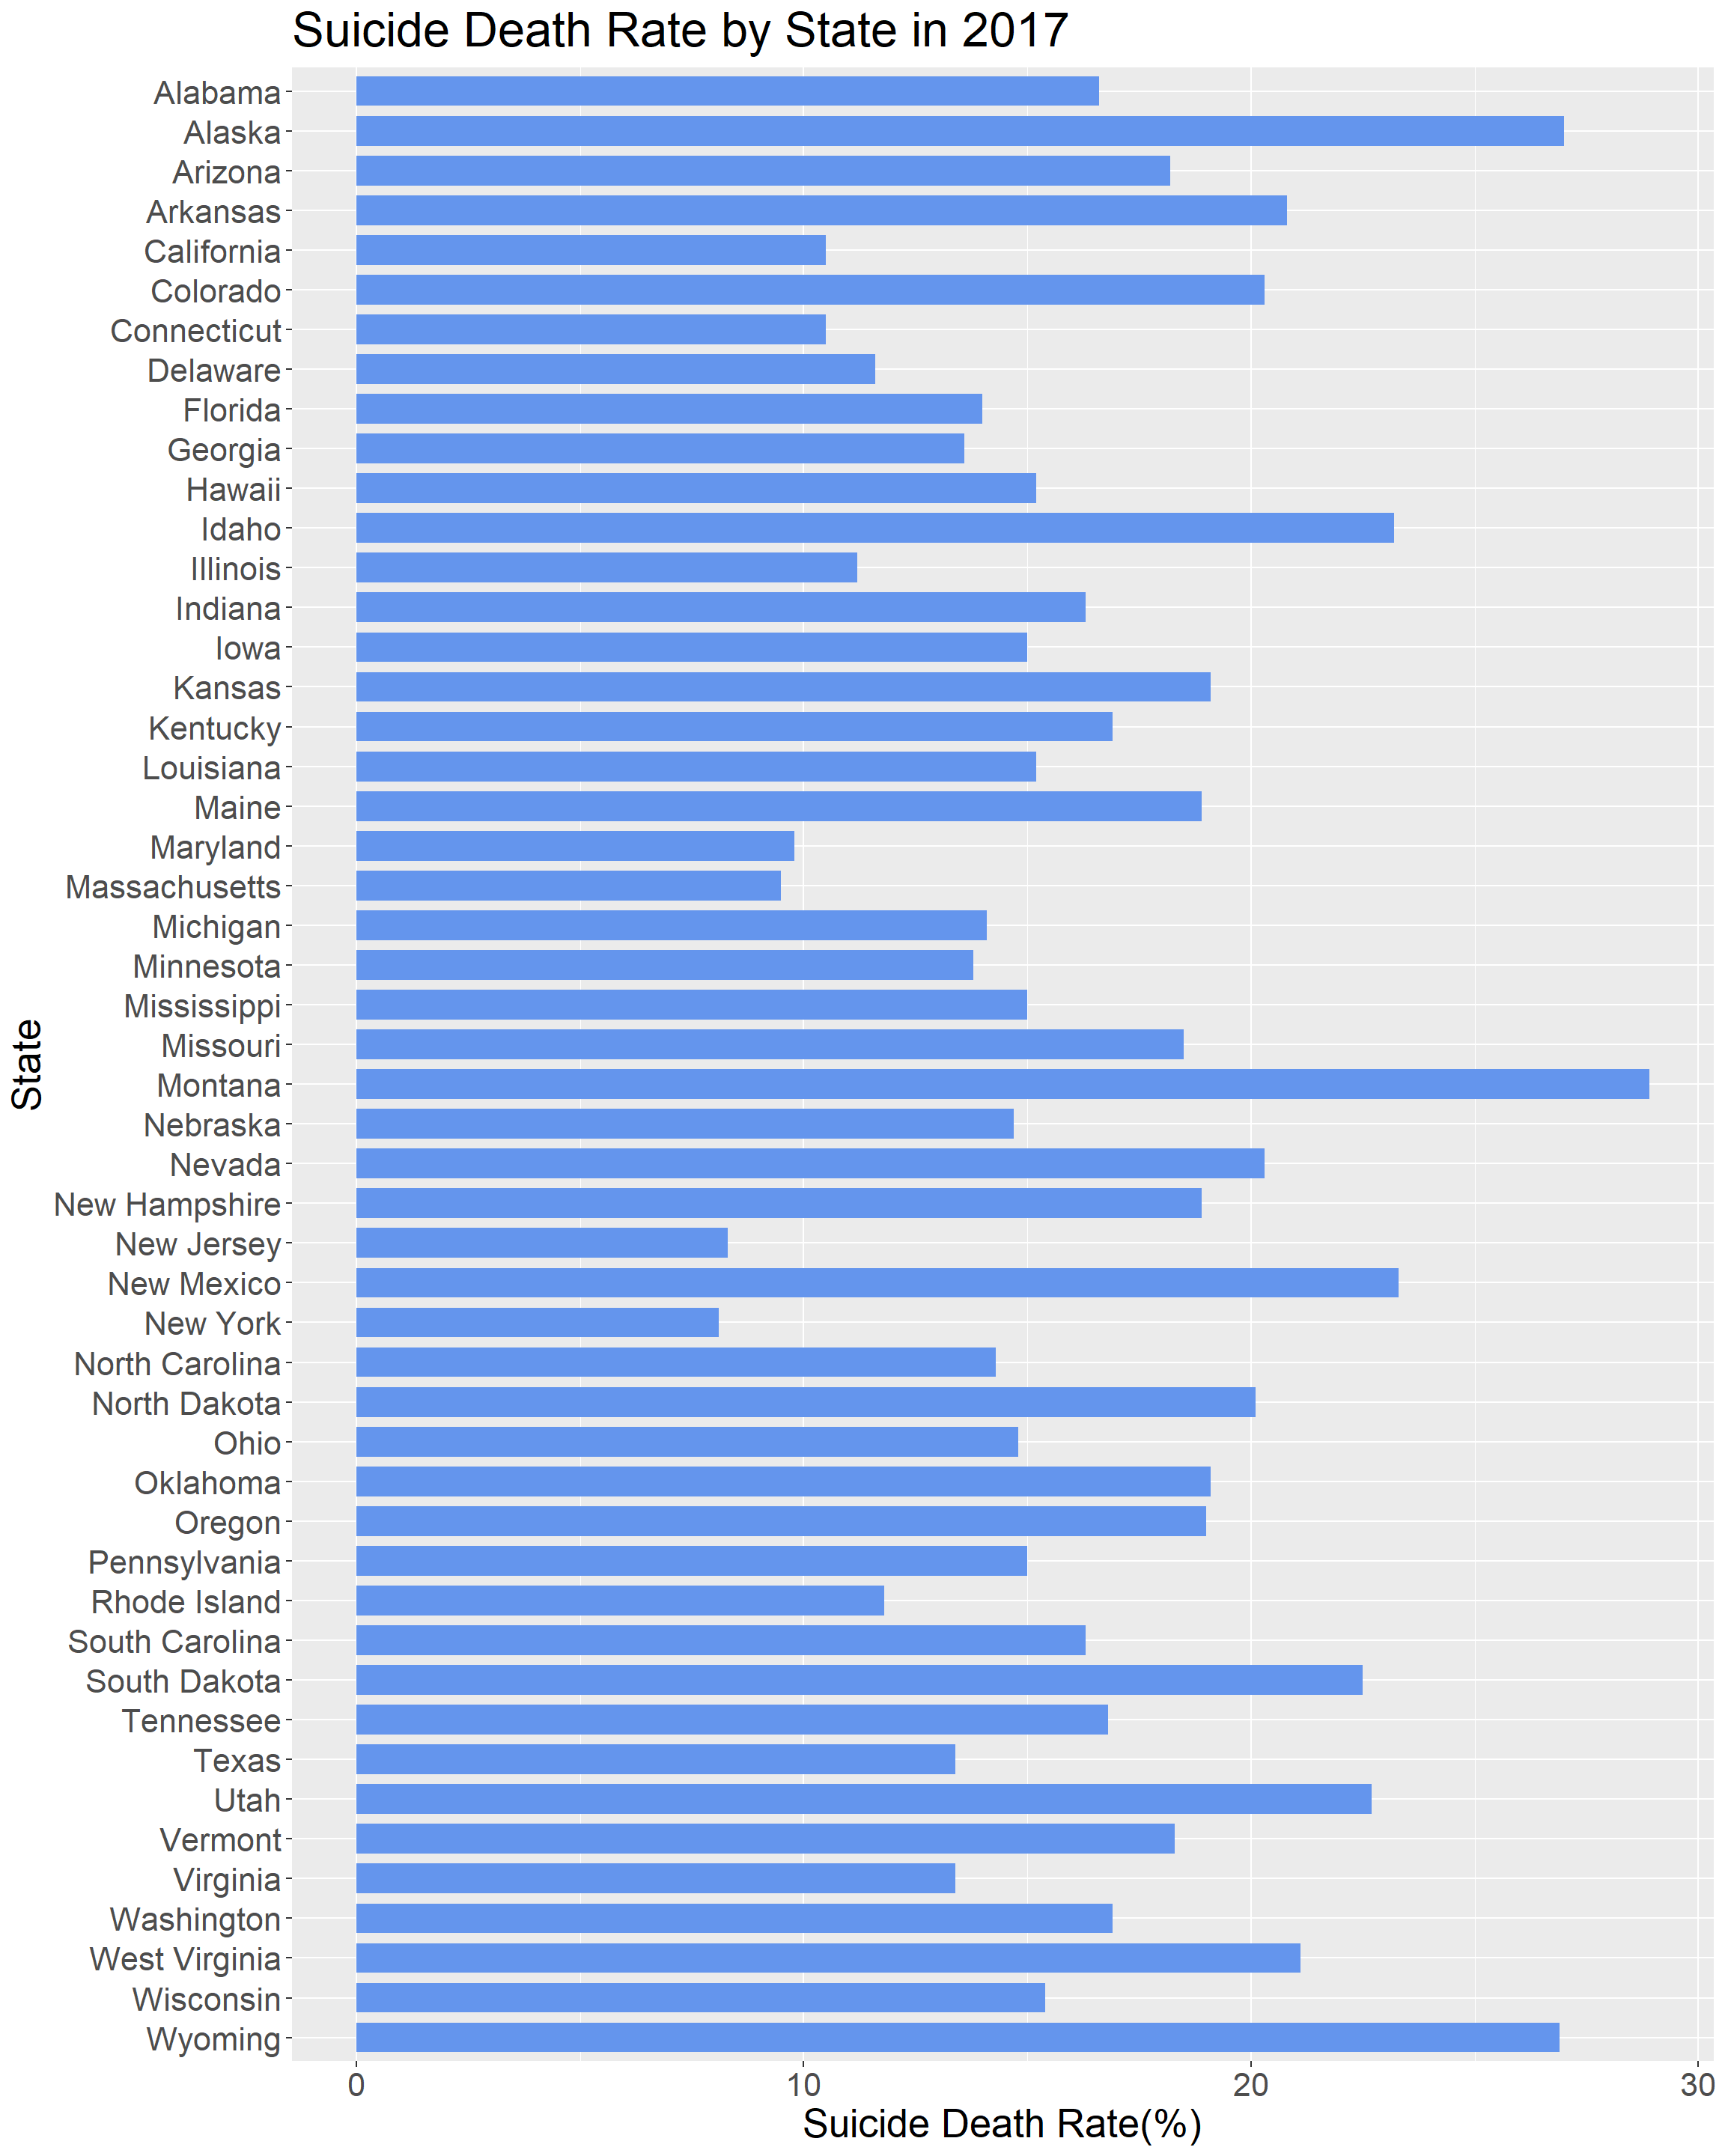 Suicide Death Rate by State in 2017
Alabama
Alaska
Arizona
Arkansas
California
Colorado
Connecticut
Delaware
Florida
Georgia
Hawaii
Idaho
Illinois
Indiana
Iowa
Kansas
Kentucky
Louisiana
Maine
Maryland
Massachusetts
Michigan
Minnesota
Mississippi
Missouri
Montana
Nebraska
Nevada
New Hampshire
New Jersey
New Mexico
New York
North Carolina
North Dakota
Ohio
Oklahoma
Oregon
Pennsylvania
Rhode Island
South Carolina
South Dakota
Tennessee
Texas
Utah
Vermont
Virginia
Washington
West Virginia
Wisconsin
Wyoming
State
0 10 20 30
Suicide Death Rate(%)